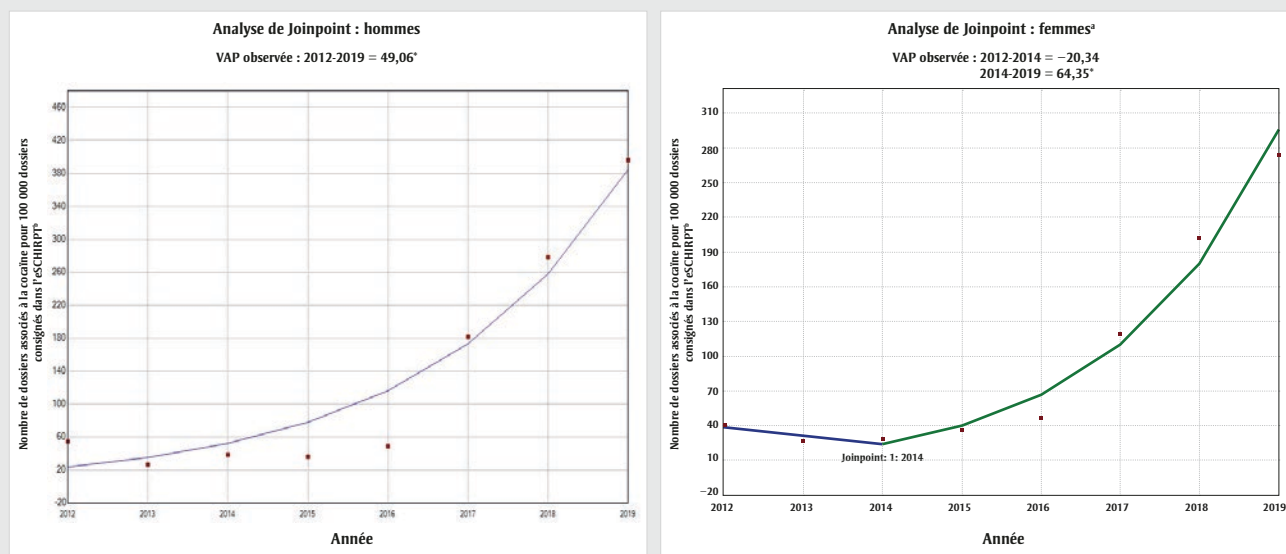 Analyse de Joinpoint : hommes
VAP observée : 2012-2019 = 49,06*
Nombre de dossiers associés à la cocaïne pour 100 000 dossiers
consignés dans l'eSCHIRPTᵇ
460
420
380
340
300
260
220
180
140
100
60
20
-20
2012 2013 2014 2015 2016 2017 2018 2019
Année
Analyse de Joinpoint : femmesᵃ
VAP observée : 2012-2014 = −20,34
2014-2019 = 64,35*
Nombre de dossiers associés à la cocaïne pour 100 000 dossiers
consignés dans l'eSCHIRPTᵇ
310
280
250
220
190
160
130
100
70
40
10
−20
Joinpoint: 1: 2014
2012 2013 2014 2015 2016 2017 2018 2019
Année